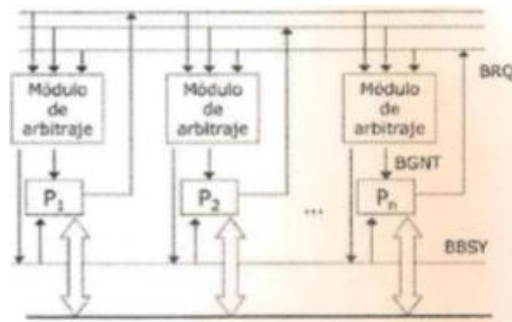 BRQ
Módulo
de
arbitraje
Módulo
de
arbitraje
Módulo
de
arbitraje
BGNT
P1
P2
...
Pn
BBSY